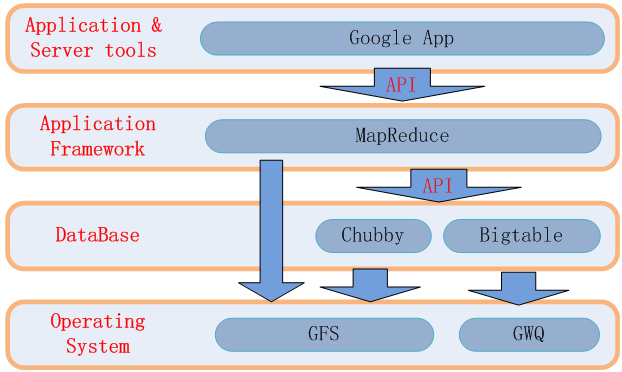 Application &
Server tools
Google App
API
Application
Framework
MapReduce
API
DataBase
Chubby
Bigtable
Operating
System
GFS
GWQ